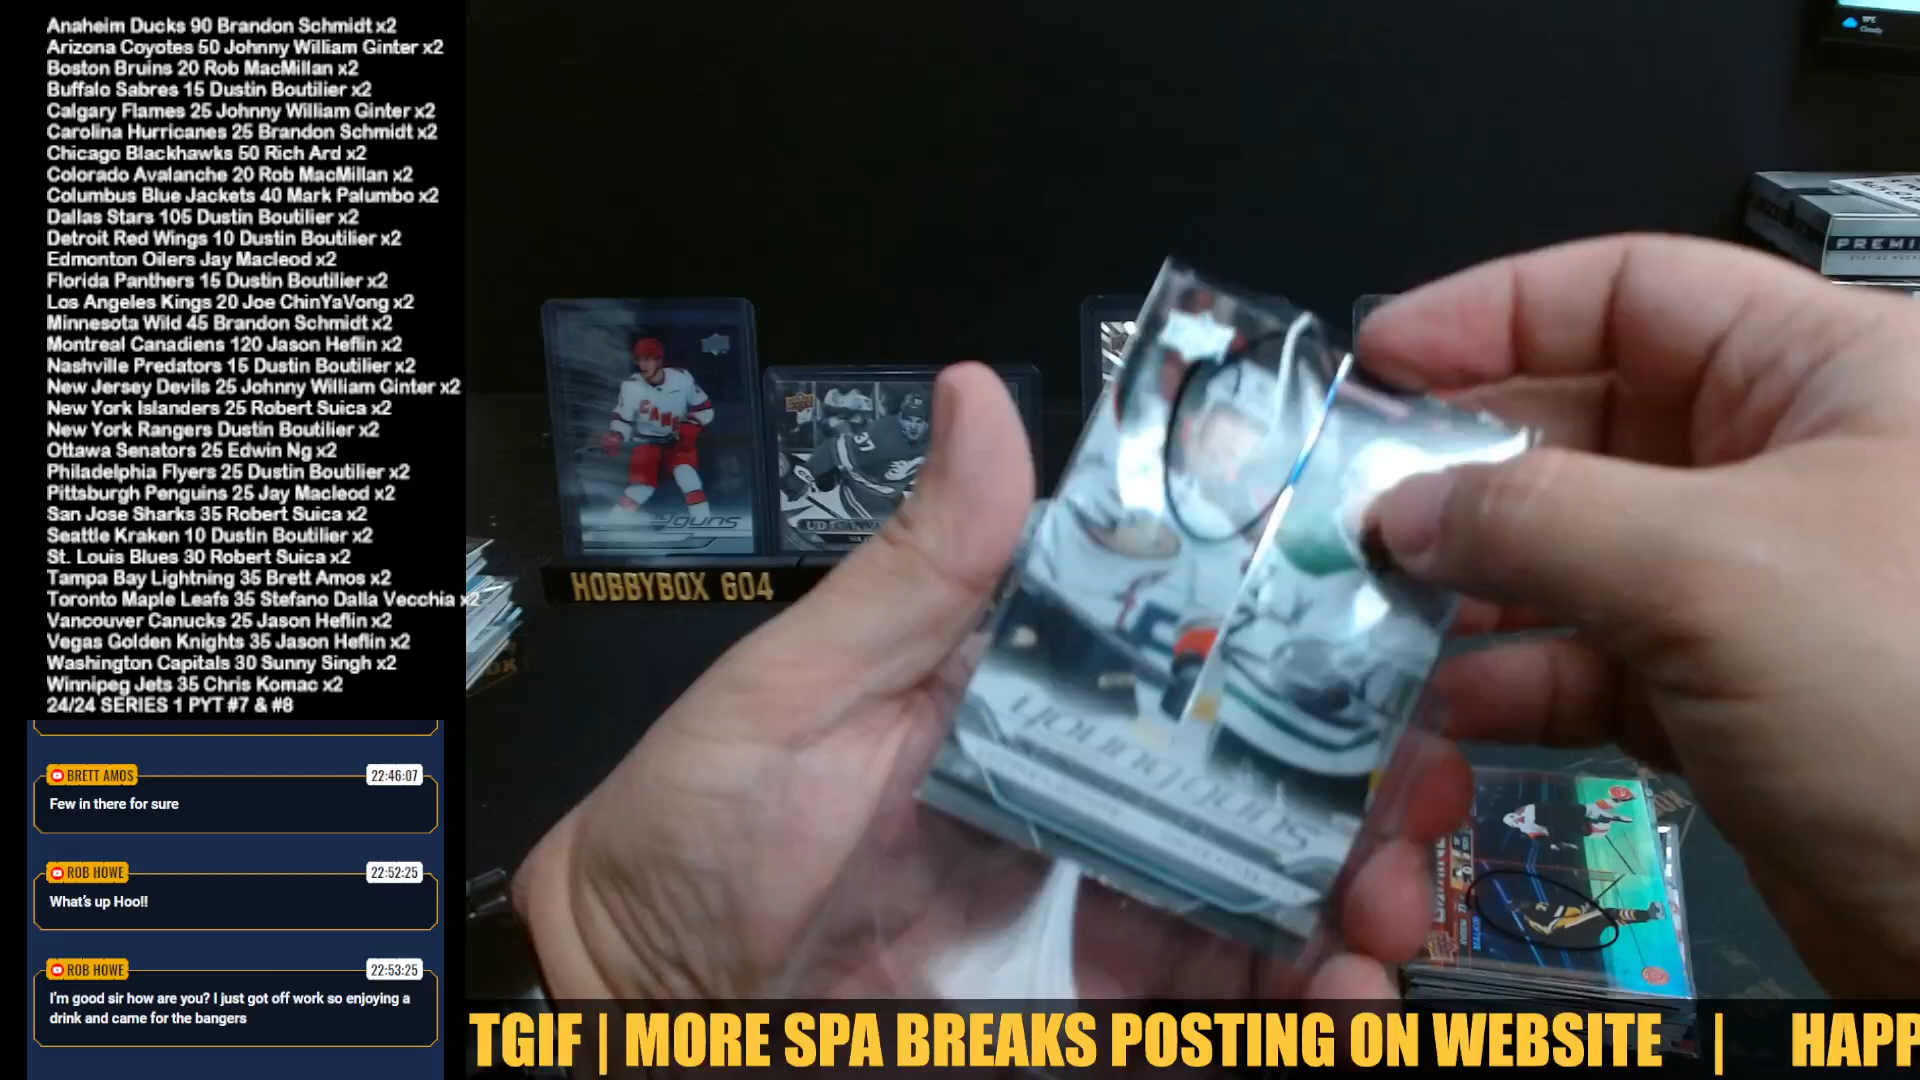 Anaheim Ducks 90 Brandon Schmidt x2
Arizona Coyotes 50 Johnny William Ginter x2
Boston Bruins 20 Rob MacMillan x2
Buffalo Sabres 15 Dustin Boutilier x2
Calgary Flames 25 Johnny William Ginter x2
Carolina Hurricanes 25 Brandon Schmidt x2
Chicago Blackhawks 50 Rich Ard x2
Colorado Avalanche 20 Rob MacMillan x2
Columbus Blue Jackets 40 Mark Palumbo x2
Dallas Stars 105 Dustin Boutilier x2
Detroit Red Wings 10 Dustin Boutilier x2
Edmonton Oilers Jay Macleod x2
Florida Panthers 15 Dustin Boutilier x2
Los Angeles Kings 20 Joe ChinYaVong x2
Minnesota Wild 45 Brandon Schmidt x2
Montreal Canadiens 120 Jason Heflin x2
Nashville Predators 15 Dustin Boutilier x2
New Jersey Devils 25 Johnny William Ginter x2
New York Islanders 25 Robert Suica x2
New York Rangers Dustin Boutilier x2
Ottawa Senators 25 Edwin Ng x2
Philadelphia Flyers 25 Dustin Boutilier x2
Pittsburgh Penguins 25 Jay Macleod x2
San Jose Sharks 35 Robert Suica x2
Seattle Kraken 10 Dustin Boutilier x2
St. Louis Blues 30 Robert Suica x2
Tampa Bay Lightning 35 Brett Amos x2
Toronto Maple Leafs 35 Stefano Dalla Vecchia x2
Vancouver Canucks 25 Jason Heflin x2
Vegas Golden Knights 35 Jason Heflin x2
Washington Capitals 30 Sunny Singh x2
Winnipeg Jets 35 Chris Komac x2
24/24 SERIES 1 PYT #7 & #8
BRETT AMOS 22:46:07
Few in there for sure
ROB HOWE 22:52:25
What's up Hoo!!
ROB HOWE 22:53:25
I'm good sir how are you? I just got off work so enjoying a
drink and came for the bangers
HOBBYBOX 604
guns
UD CANVA
PREMI
young guns
Cloudy
TGIF | MORE SPA BREAKS POSTING ON WEBSITE | HAPP